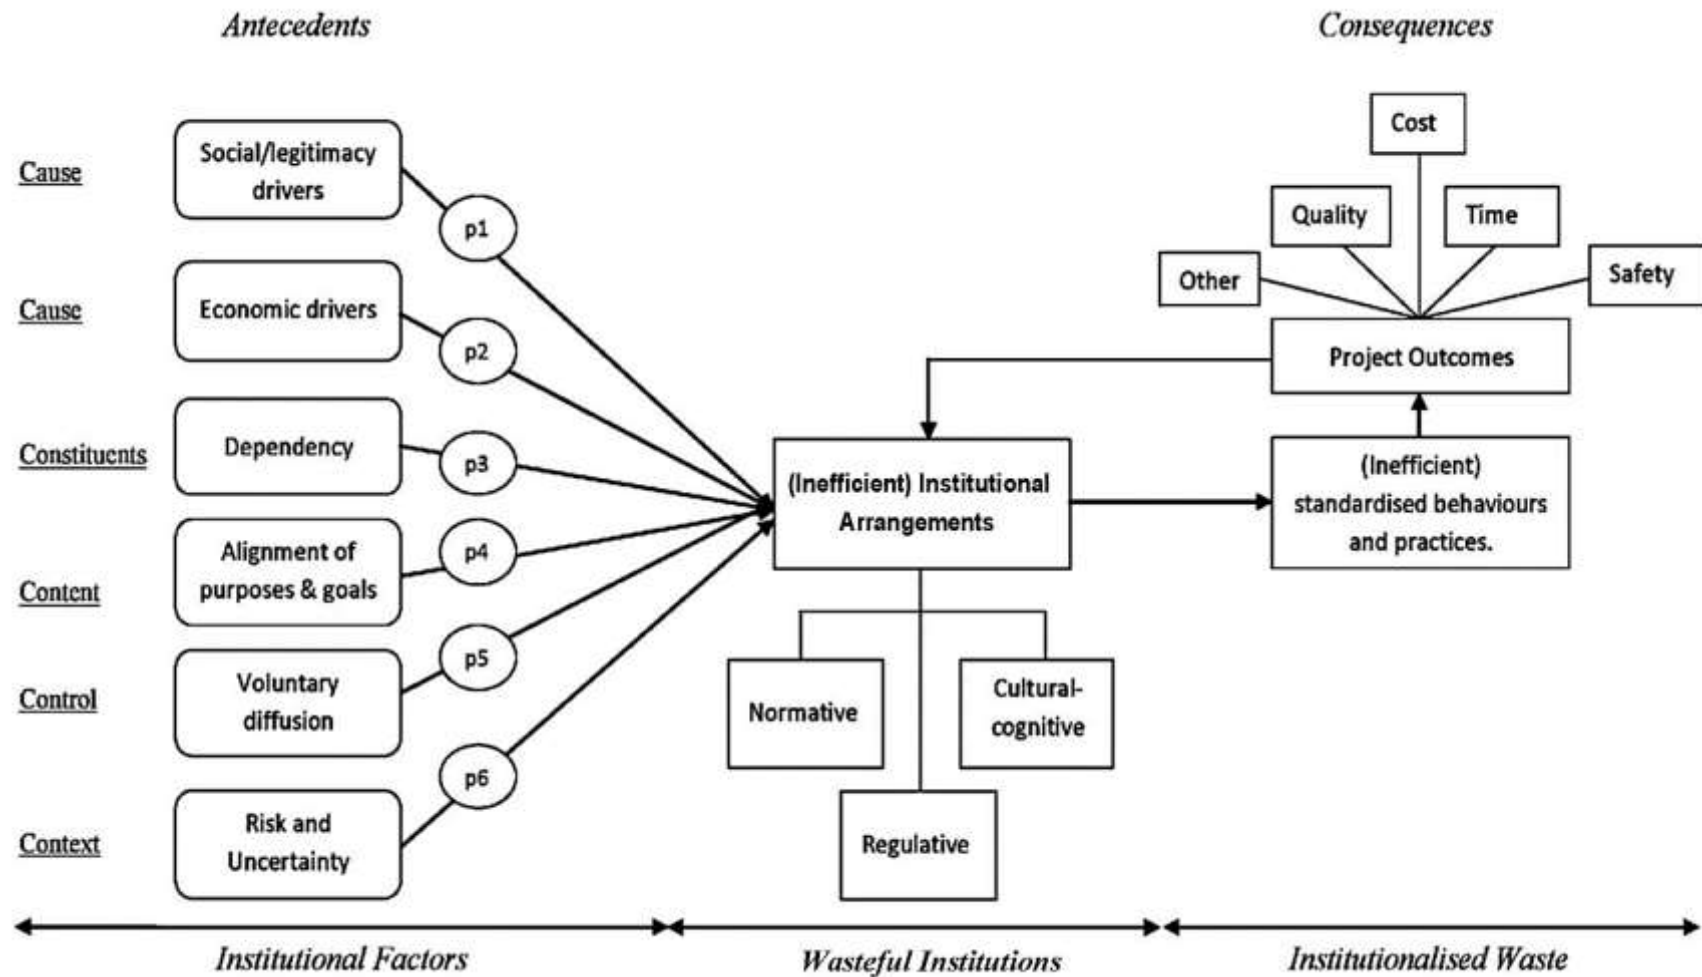 Antecedents
Consequences
Cause
Social/legitimacy
drivers
p1
Cause
Economic drivers
p2
Constituents
Dependency
p3
Content
Alignment of
purposes & goals
p4
Control
Voluntary
diffusion
p5
Context
Risk and
Uncertainty
p6
(Inefficient) Institutional
Arrangements
Normative
Cultural-
cognitive
Regulative
Cost
Quality
Time
Other
Safety
Project Outcomes
(Inefficient)
standardised behaviours
and practices.
Institutional Factors
Wasteful Institutions
Institutionalised Waste